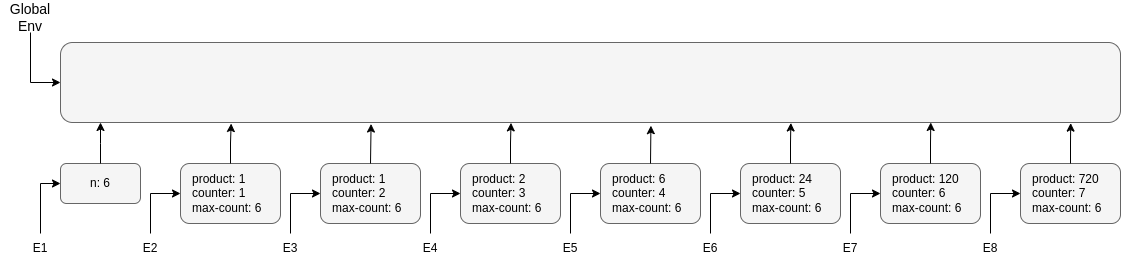 Global
Env
n: 6
product: 1
counter: 1
max-count: 6
product: 1
counter: 2
max-count: 6
product: 2
counter: 3
max-count: 6
product: 6
counter: 4
max-count: 6
product: 24
counter: 5
max-count: 6
product: 120
counter: 6
max-count: 6
product: 720
counter: 7
max-count: 6
E1
E2
E3
E4
E5
E6
E7
E8